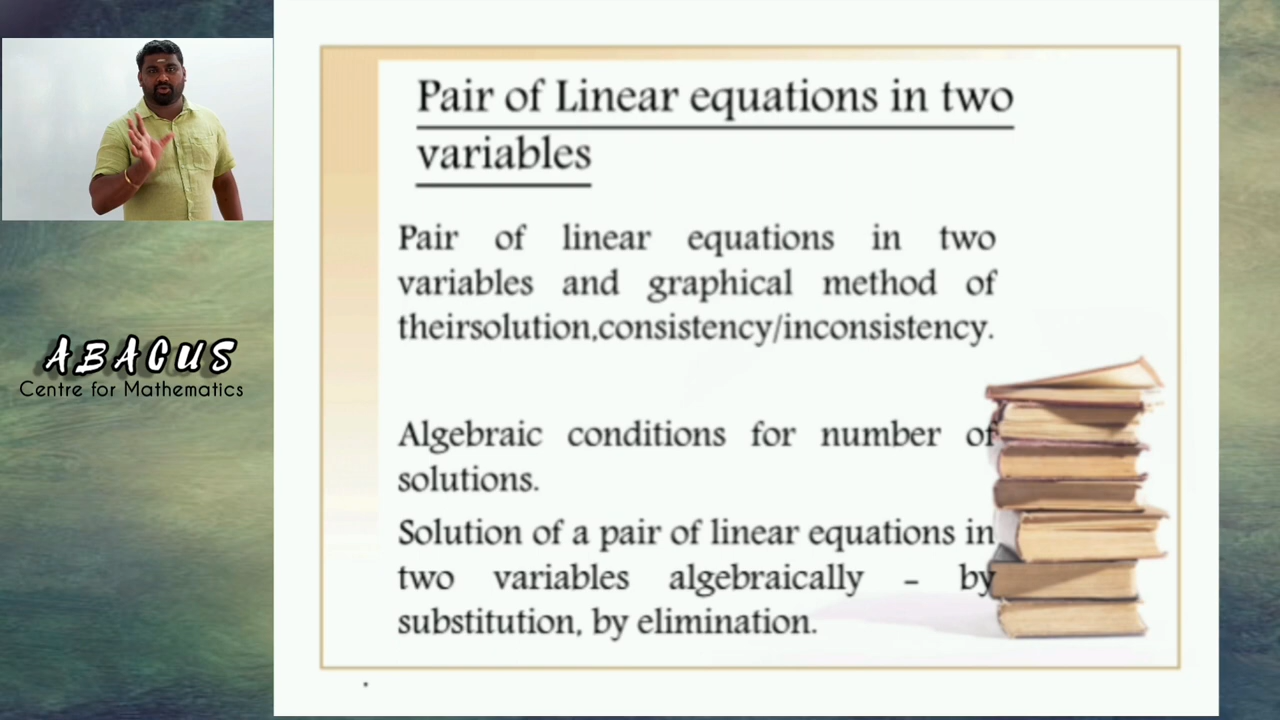 Pair of Linear equations in two
variables
Pair of linear equations in two
variables and graphical method of
theirsolution,consistency/inconsistency.
Algebraic conditions for number of
solutions.
Solution of a pair of linear equations in
two variables algebraically – by
substitution, by elimination.
ABACUS
Centre for Mathematics